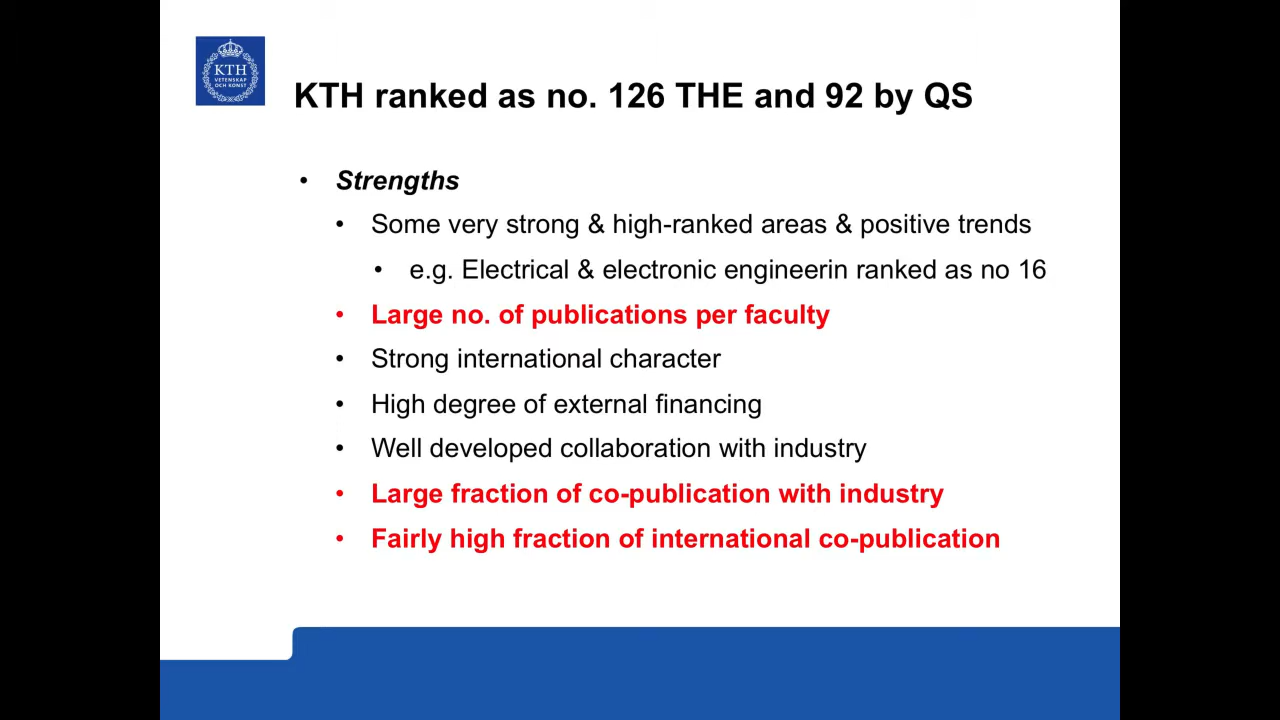 KTH
VETENSKAP
OCH KONST
KTH ranked as no. 126 THE and 92 by QS
• Strengths
• Some very strong & high-ranked areas & positive trends
• e.g. Electrical & electronic engineerin ranked as no 16
• Large no. of publications per faculty
• Strong international character
• High degree of external financing
• Well developed collaboration with industry
• Large fraction of co-publication with industry
• Fairly high fraction of international co-publication